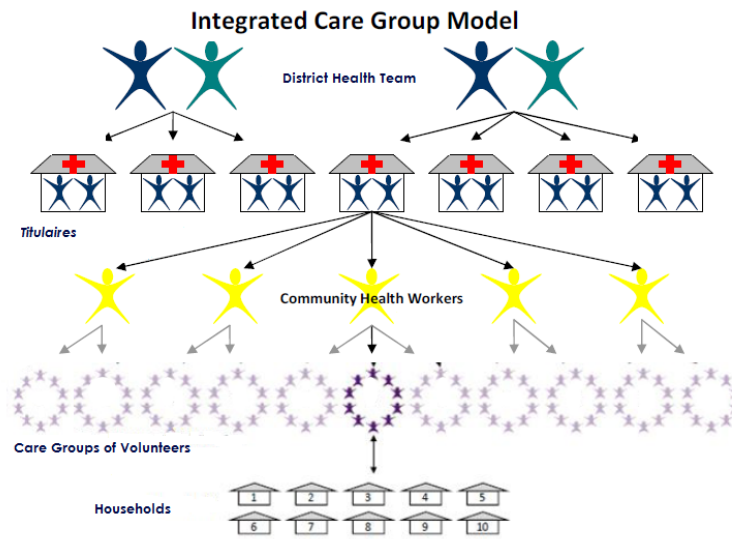 Integrated Care Group Model
District Health Team
Titulaires
Community Health Workers
Care Groups of Volunteers
Households
1 2 3 4 5
6 7 8 9 10